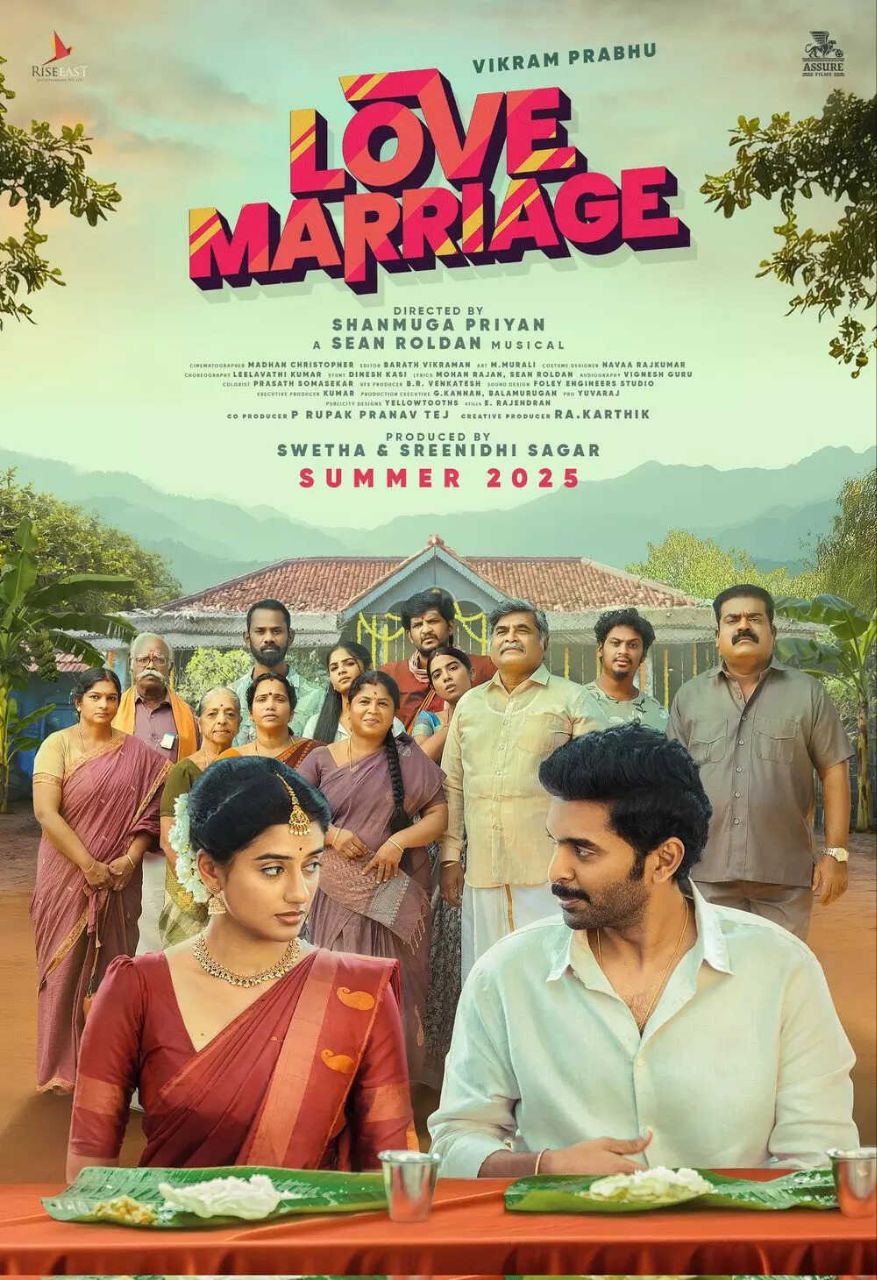 RISEEAST
VIKRAM PRABHU
ASSURE
FILMS
LOVE
MARRIAGE
DIRECTED BY
SHANMUGA PRIYAN
A SEAN ROLDAN MUSICAL
CINEMATOGRAPHER MADHAN CHRISTOPHER EDITOR BARATH VIKRAMAN ART M.MURALI COSTUME DESIGNER NAVAA RAJKUMAR
CHOREOGRAPHY LEELAVATHI KUMAR STUNT DINESH KASI LYRICS MOHAN RAJAN, SEAN ROLDAN AUDIOGRAPHY VIGNESH GURU
COLORIST PRASATH SOMASEKAR VFX PRODUCER B.R. VENKATESH SOUND DESIGN FOLEY ENGINEERS STUDIO
EXECUTIVE PRODUCER KUMAR PRODUCTION EXECUTIVE G.KANNAN, BALAMURUGAN PRO YUVARAJ
PUBLICITY DESIGNS YELLOWTOOTHS STILLS E. RAJENDRAN
CO PRODUCER P RUPAK PRANAV TEJ CREATIVE PRODUCER RA.KARTHIK
PRODUCED BY
SWETHA & SREENIDHI SAGAR
SUMMER 2025